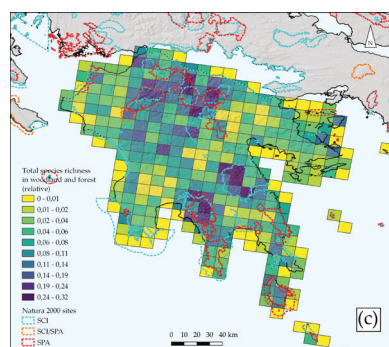 N
Total species richness
in woodland and forest
(relative)
0 - 0,01
0,01 - 0,02
0,02 - 0,04
0,04 - 0,06
0,06 - 0,08
0,08 - 0,11
0,11 - 0,14
0,14 - 0,19
0,19 - 0,24
0,24 - 0,32
Natura 2000 sites
SCI
SCI/SPA
SPA
0 10 20 30 40 km
(c)